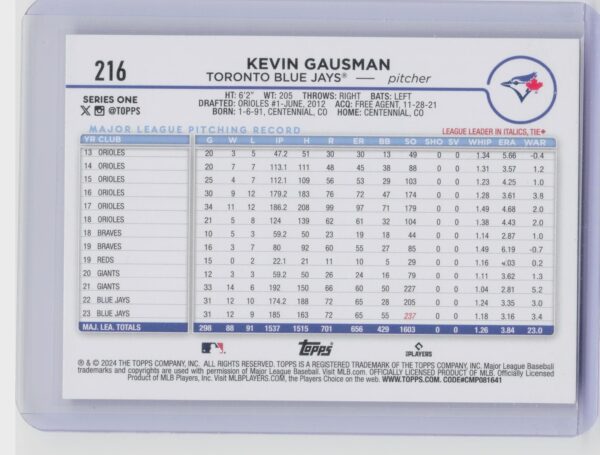 216
KEVIN GAUSMAN
TORONTO BLUE JAYS® — pitcher
SERIES ONE
@TOPPS
HT: 6'2" WT: 205 THROWS: RIGHT BATS: LEFT
DRAFTED: ORIOLES #1-JUNE, 2012 ACQ: FREE AGENT, 11-28-21
BORN: 1-6-91, CENTENNIAL, CO HOME: CENTENNIAL, CO
MAJOR LEAGUE PITCHING RECORD LEAGUE LEADER IN ITALICS, TIE♦
YR CLUB G W L IP H R ER BB SO SHO SV WHIP ERA WAR
13 ORIOLES 20 3 5 47.2 51 30 30 13 49 0 0 1.34 5.66 -0.4
14 ORIOLES 20 7 7 113.1 111 48 45 38 88 0 0 1.31 3.57 1.2
15 ORIOLES 25 4 7 112.1 109 56 53 29 103 0 0 1.23 4.25 1.0
16 ORIOLES 30 9 12 179.2 183 76 72 47 174 0 0 1.28 3.61 3.8
17 ORIOLES 34 11 12 186.2 208 99 97 71 179 0 0 1.49 4.68 2.0
18 ORIOLES 21 5 8 124 139 62 61 32 104 0 0 1.38 4.43 2.0
18 BRAVES 10 5 3 59.2 50 23 19 18 44 0 0 1.14 2.87 1.0
19 BRAVES 16 3 7 80 92 60 55 27 85 0 0 1.49 6.19 -0.7
19 REDS 15 0 2 22.1 21 11 10 5 29 0 0 1.16 4.03 0.2
20 GIANTS 12 3 3 59.2 50 26 24 16 79 0 0 1.11 3.62 1.3
21 GIANTS 33 14 6 192 150 66 60 50 227 0 0 1.04 2.81 5.2
22 BLUE JAYS 31 12 10 174.2 188 72 65 28 205 0 0 1.24 3.35 3.0
23 BLUE JAYS 31 12 9 185 163 72 65 55 237 0 0 1.18 3.16 3.4
MAJ. LEA. TOTALS 298 88 91 1537 1515 701 656 429 1603 0 0 1.26 3.84 23.0
Topps PLAYERS
® & © 2024 THE TOPPS COMPANY, INC. ALL RIGHTS RESERVED. TOPPS IS A REGISTERED TRADEMARK OF THE TOPPS COMPANY, INC. Major League Baseball
trademarks and copyrights are used with permission of Major League Baseball. Visit MLB.com. OFFICIALLY LICENSED PRODUCT OF MLB PLAYERS, INC. Officially Licensed
Product of MLB Players, Inc. Visit MLBPLAYERS.com, the Players Choice on the web. WWW.TOPPS.COM. CODE#CMP081641